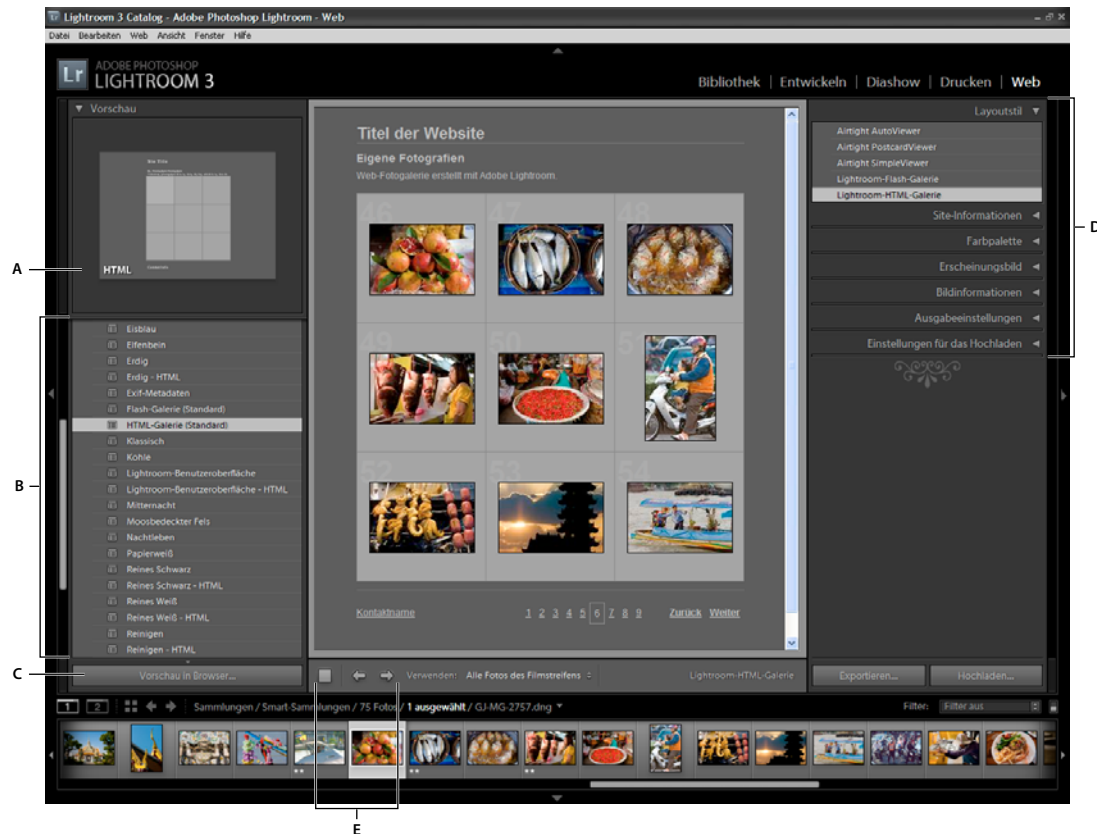 Lightroom 3 Catalog - Adobe Photoshop Lightroom - Web
Datei Bearbeiten Web Ansicht Fenster Hilfe
Lr ADOBE PHOTOSHOP
LIGHTROOM 3
Bibliothek | Entwickeln | Diashow | Drucken | Web
Vorschau
HTML
A
Eisblau
Elfenbein
Erdig
Erdig - HTML
Exif-Metadaten
Flash-Galerie (Standard)
HTML-Galerie (Standard)
Klassisch
Kohle
Lightroom-Benutzeroberfläche
Lightroom-Benutzeroberfläche - HTML
Mitternacht
Moosbedeckter Fels
Nachtleben
Papierweiß
Reines Schwarz
Reines Schwarz - HTML
Reines Weiß
Reines Weiß - HTML
Reinigen
Reinigen - HTML
B
Vorschau in Browser...
C
Titel der Website
Eigene Fotografien
Web-Fotogalerie erstellt mit Adobe Lightroom.
46 47 48
49 50 51
52 53 54
Kontaktname 1 2 3 4 5 6 7 8 9 Zurück Weiter
Verwenden: Alle Fotos des Filmstreifens Lightroom-HTML-Galerie
Layoutstil
Airtight AutoViewer
Airtight PostcardViewer
Airtight SimpleViewer
Lightroom-Flash-Galerie
Lightroom-HTML-Galerie
Site-Informationen
Farbpalette
Erscheinungsbild
Bildinformationen
Ausgabeeinstellungen
Einstellungen für das Hochladen
D
Exportieren... Hochladen...
1 2 Sammlungen / Smart-Sammlungen / 75 Fotos / 1 ausgewählt / GJ-MG-2757.dng Filter: Filter aus
E